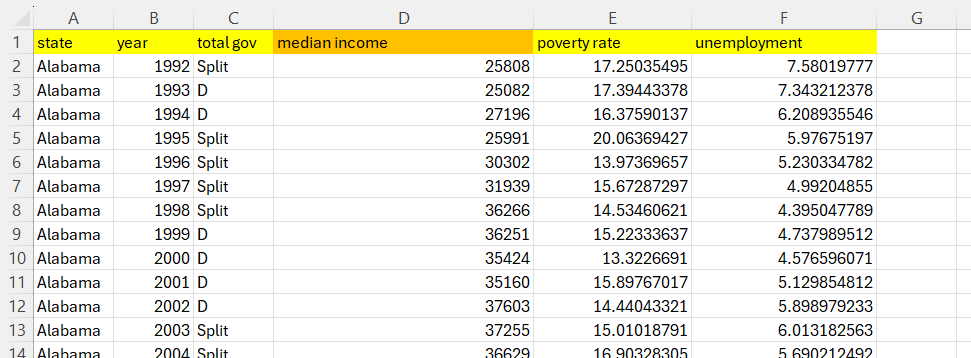 A B C D E F G
1 state year total gov median income poverty rate unemployment
2 Alabama 1992 Split 25808 17.25035495 7.58019777
3 Alabama 1993 D 25082 17.39443378 7.343212378
4 Alabama 1994 D 27196 16.37590137 6.208935546
5 Alabama 1995 Split 25991 20.06369427 5.97675197
6 Alabama 1996 Split 30302 13.97369657 5.230334782
7 Alabama 1997 Split 31939 15.67287297 4.99204855
8 Alabama 1998 Split 36266 14.53460621 4.395047789
9 Alabama 1999 D 36251 15.22333637 4.737989512
10 Alabama 2000 D 35424 13.3226691 4.576596071
11 Alabama 2001 D 35160 15.89767017 5.129854812
12 Alabama 2002 D 37603 14.44043321 5.898979233
13 Alabama 2003 Split 37255 15.01018791 6.013182563
14 Alabama 2004 Split 36629 16.90328305 5.690212492